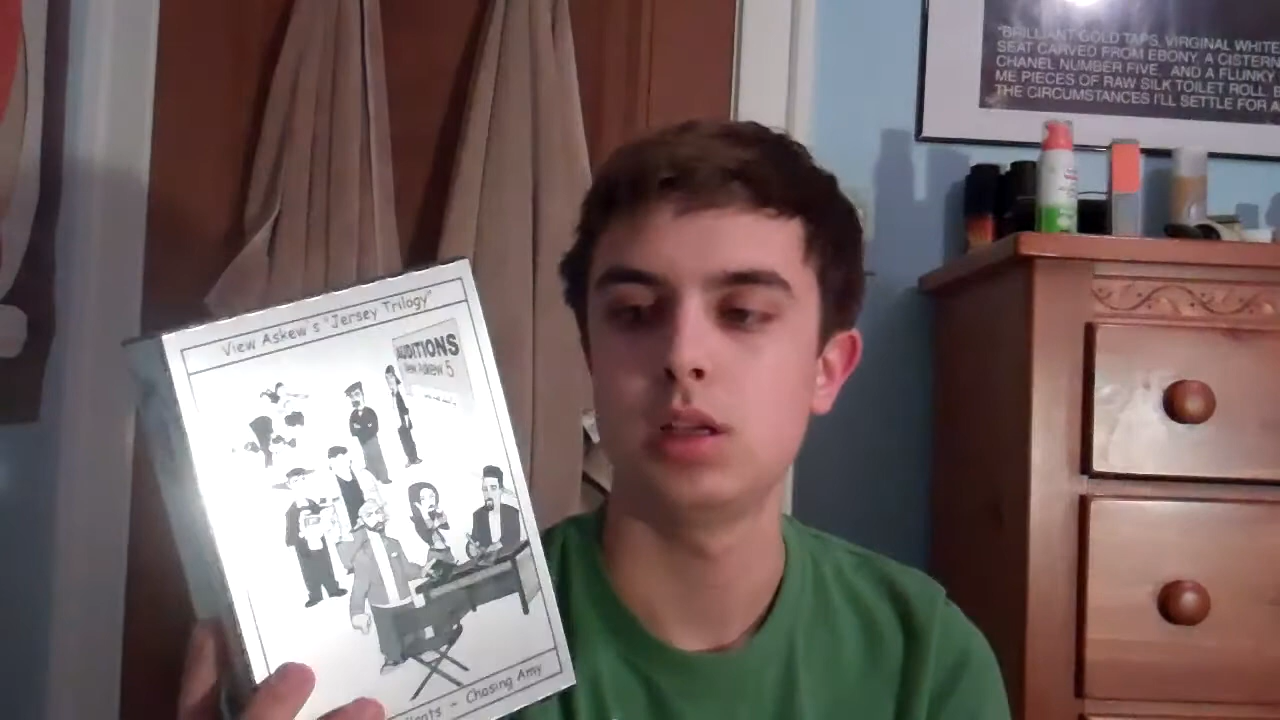 View Askew's "Jersey Trilogy"
AUDITIONS
View Askew 5
- Chasing Amy
"BRILLIANT GOLD TAPS, VIRGINAL WHITE
SEAT CARVED FROM EBONY, A CISTERN
CHANEL NUMBER FIVE, AND A FLUNKY
ME PIECES OF RAW SILK TOILET ROLL. B
THE CIRCUMSTANCES I'LL SETTLE FOR A